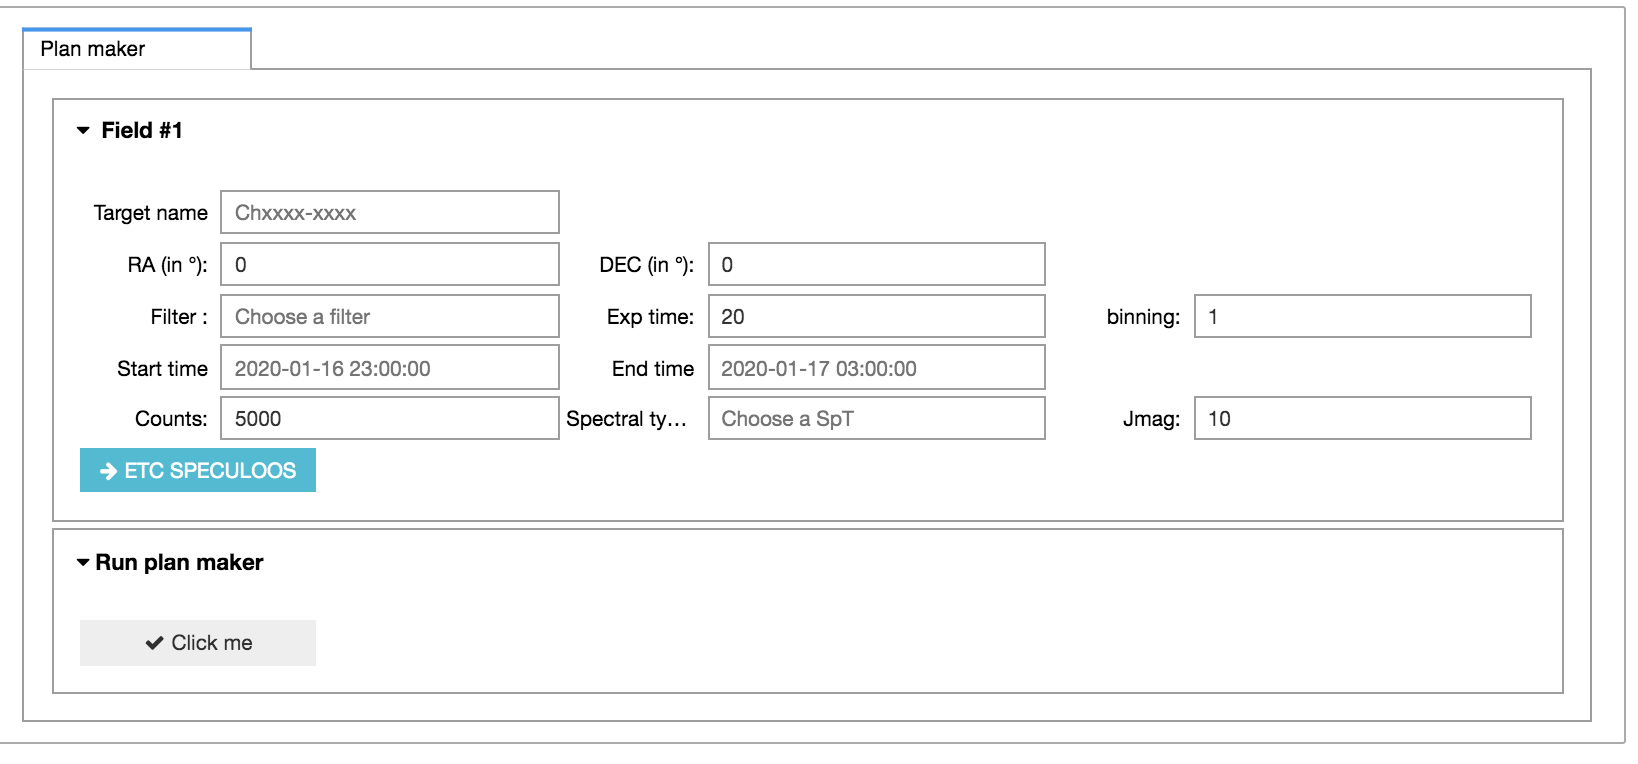 Plan maker
Field #1
Target name Chxxxx-xxxx
RA (in °): 0 DEC (in °): 0
Filter : Choose a filter Exp time: 20 binning: 1
Start time 2020-01-16 23:00:00 End time 2020-01-17 03:00:00
Counts: 5000 Spectral ty... Choose a SpT Jmag: 10
ETC SPECULOOS
Run plan maker
Click me